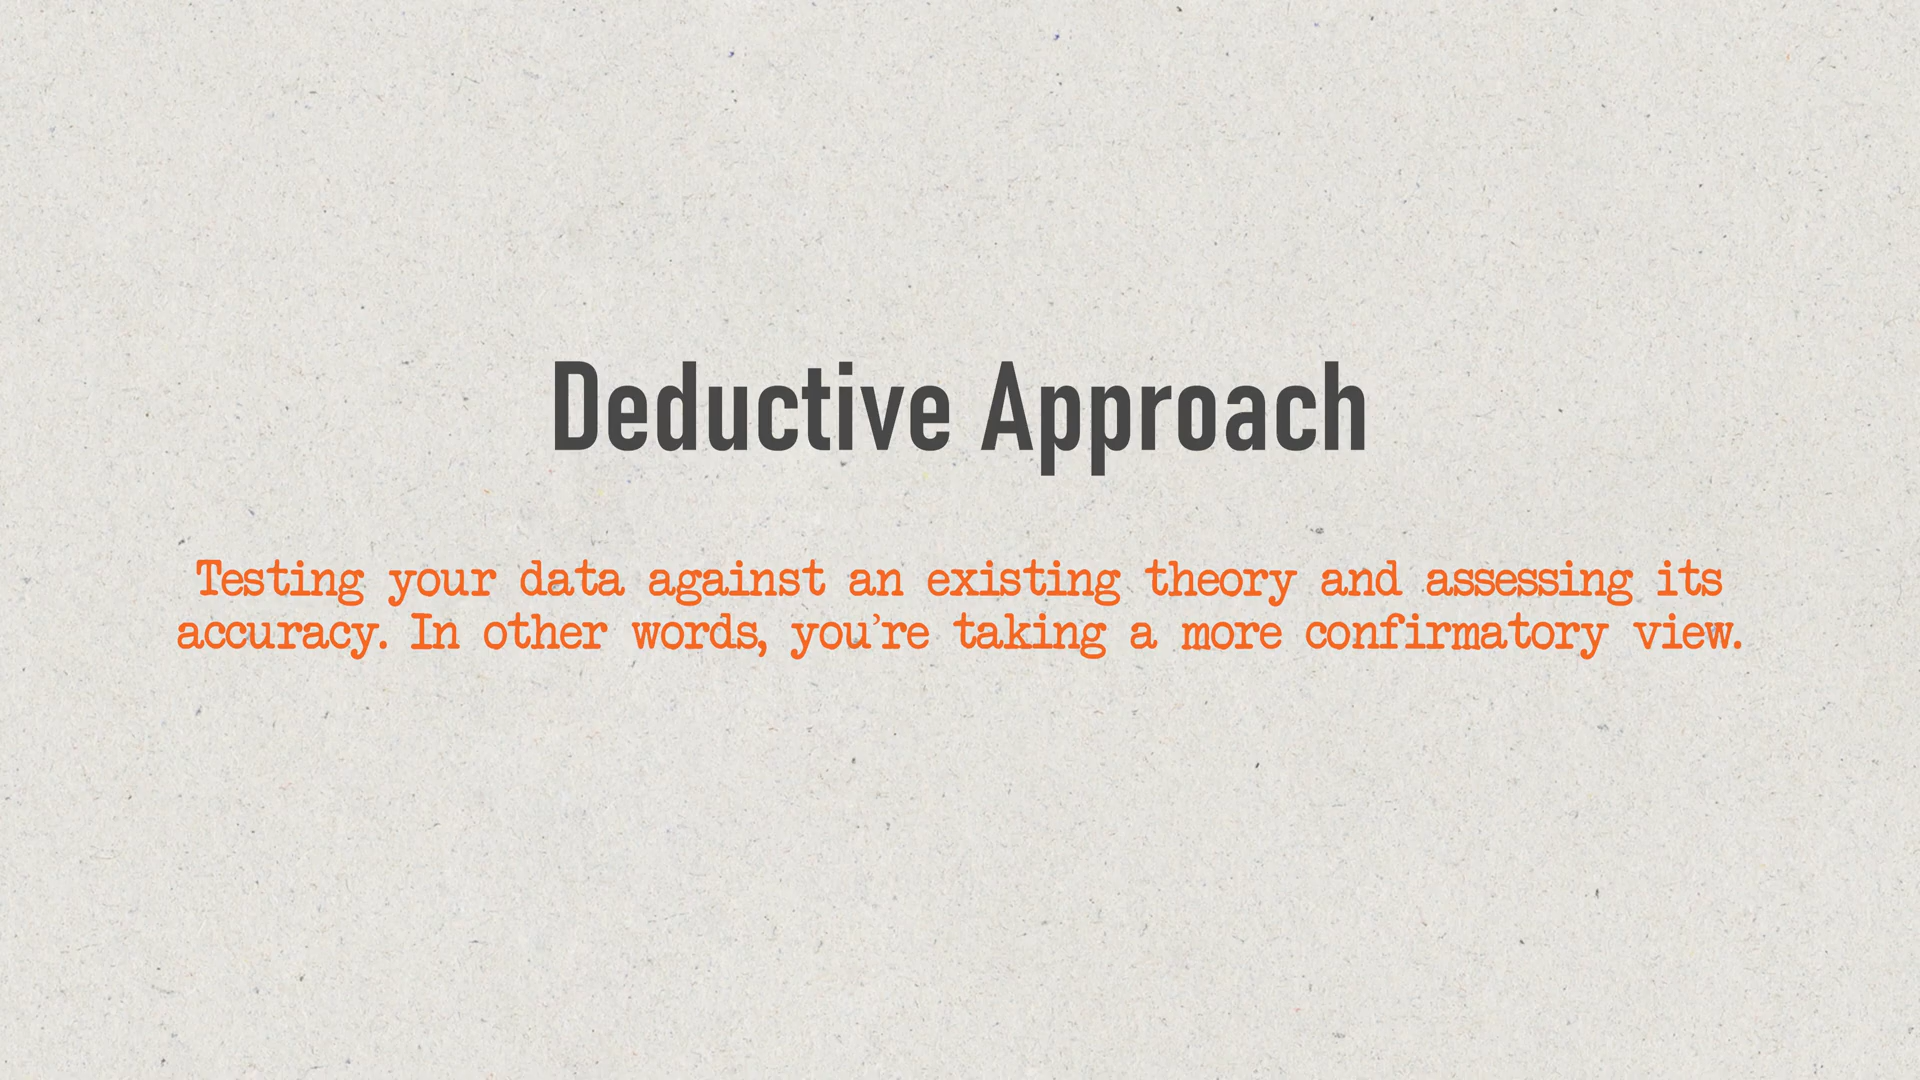 Deductive Approach
Testing your data against an existing theory and assessing its
accuracy. In other words, you’re taking a more confirmatory view.